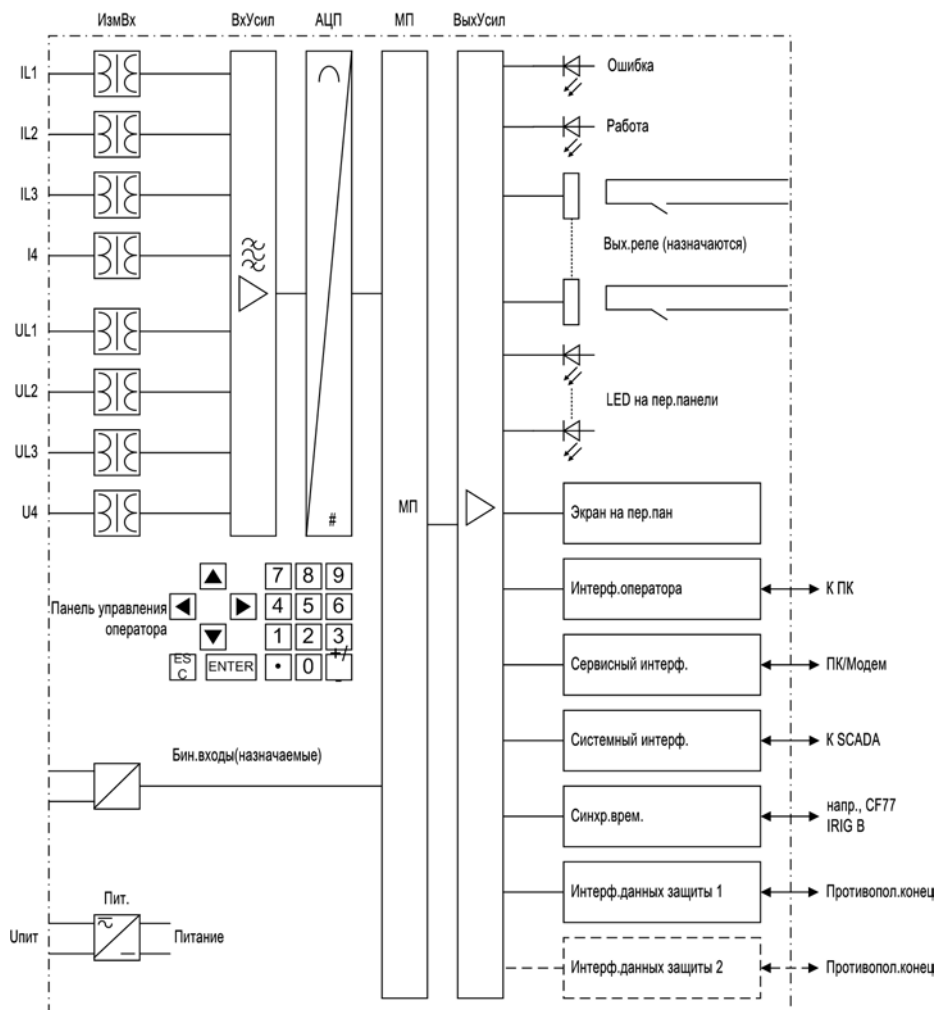 ИзмВх ВхУсил АЦП МП ВыхУсил
IL1
IL2
IL3
I4
UL1
UL2
UL3
U4
#
МП
Ошибка
Работа
Вых.реле (назначаются)
LED на пер.панели
Экран на пер.пан
Интерф.оператора
К ПК
Сервисный интерф.
ПК/Модем
Системный интерф.
К SCADA
Синхр.врем.
напр., CF77
IRIG B
Интерф.данных защиты 1
Противопол.конец
Интерф.данных защиты 2
Противопол.конец
Панель управления
оператора
7 8 9
4 5 6
1 2 3
ES
C
ENTER
• 0 +/
-
Бин.входы(назначаемые)
Пит.
Uпит
Питание